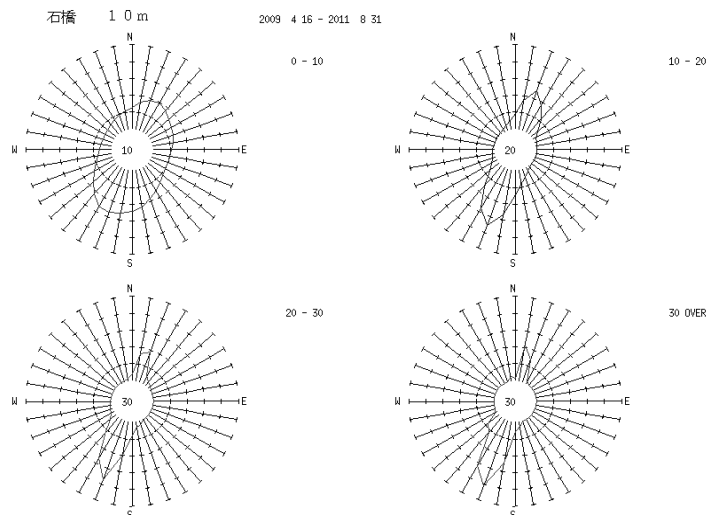 石橋　１０ｍ 2009 4 16 - 2011 8 31
N N
0 - 10 10 - 20
W 10 E W 20 E
S S
N N
20 - 30 30 OVER
W 30 E W 30 E
S S